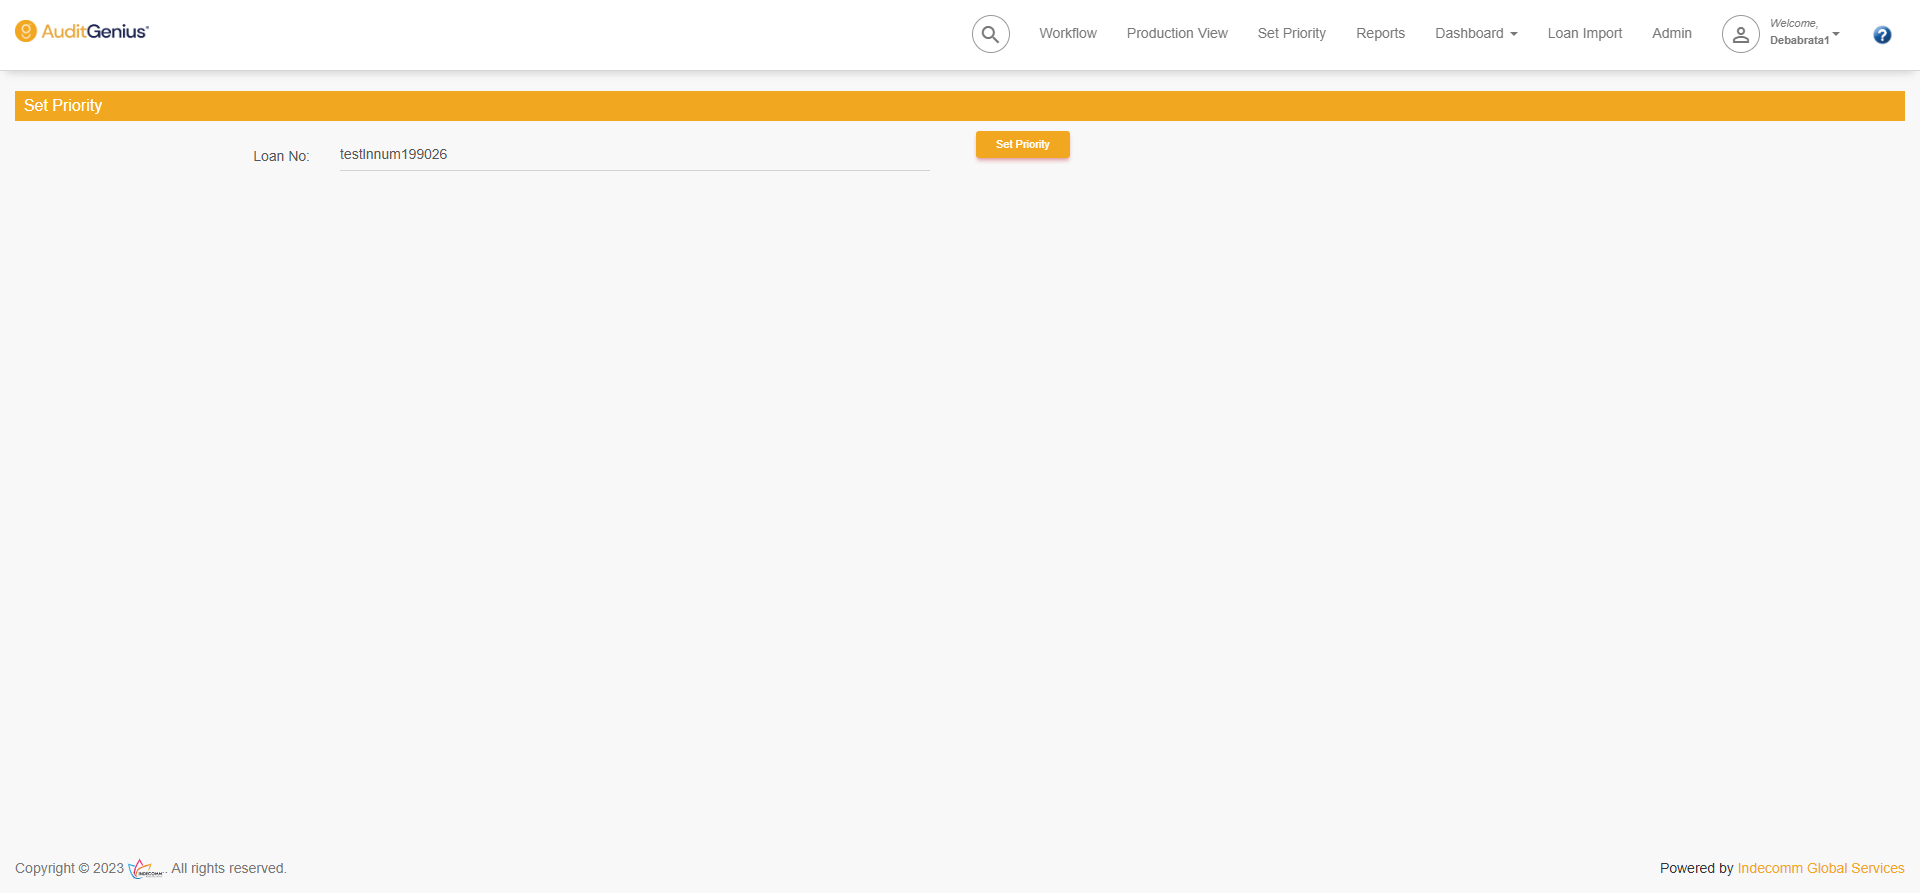 AuditGenius
Workflow Production View Set Priority Reports Dashboard Loan Import Admin
Welcome,
Debabrata1
Set Priority
Loan No: testlnnum199026 Set Priority
Copyright © 2023 INDECOMM . All rights reserved.
Powered by Indecomm Global Services